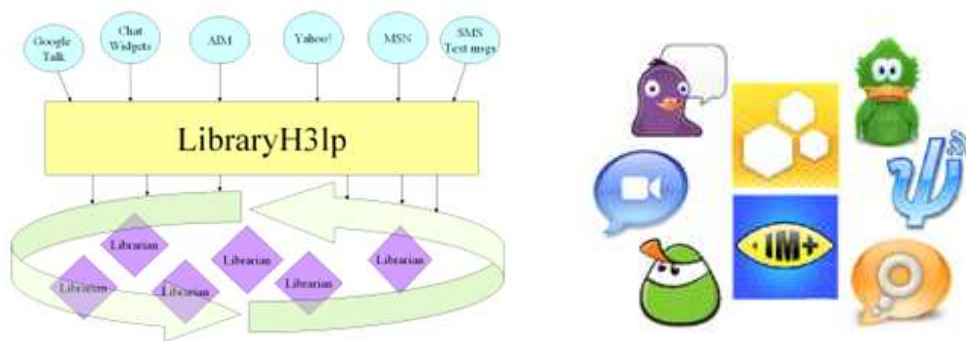 Google
Talk
Chat
Widgets
AIM
Yahoo!
MSN
SMS
Text msgs
LibraryH3lp
Librarian
Librarian
Librarian
Librarian
Librarian
Librarian
IM+